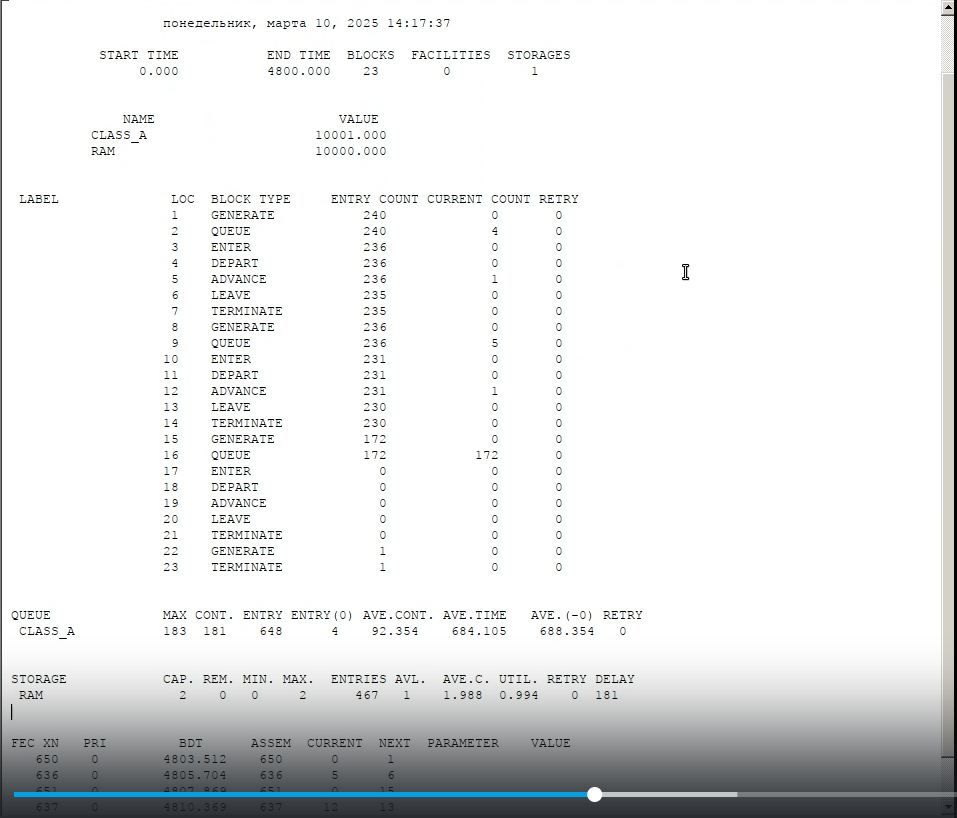 понедельник, марта 10, 2025 14:17:37
START TIME END TIME BLOCKS FACILITIES STORAGES
0.000 4800.000 23 0 1
NAME VALUE
CLASS_A 10001.000
RAM 10000.000
LABEL LOC BLOCK TYPE ENTRY COUNT CURRENT COUNT RETRY
1 GENERATE 240 0 0
2 QUEUE 240 4 0
3 ENTER 236 0 0
4 DEPART 236 0 0
5 ADVANCE 236 1 0
6 LEAVE 235 0 0
7 TERMINATE 235 0 0
8 GENERATE 236 0 0
9 QUEUE 236 5 0
10 ENTER 231 0 0
11 DEPART 231 0 0
12 ADVANCE 231 1 0
13 LEAVE 230 0 0
14 TERMINATE 230 0 0
15 GENERATE 172 0 0
16 QUEUE 172 172 0
17 ENTER 0 0 0
18 DEPART 0 0 0
19 ADVANCE 0 0 0
20 LEAVE 0 0 0
21 TERMINATE 0 0 0
22 GENERATE 1 0 0
23 TERMINATE 1 0 0
QUEUE MAX CONT. ENTRY ENTRY(0) AVE.CONT. AVE.TIME AVE.(-0) RETRY
CLASS_A 183 181 648 4 92.354 684.105 688.354 0
STORAGE CAP. REM. MIN. MAX. ENTRIES AVL. AVE.C. UTIL. RETRY DELAY
RAM 2 0 0 2 467 1 1.988 0.994 0 181
FEC XN PRI BDT ASSEM CURRENT NEXT PARAMETER VALUE
650 0 4803.512 650 0 1
636 0 4805.704 636 5 6
651 0 4807.869 651 0 15
637 0 4810.369 637 12 13